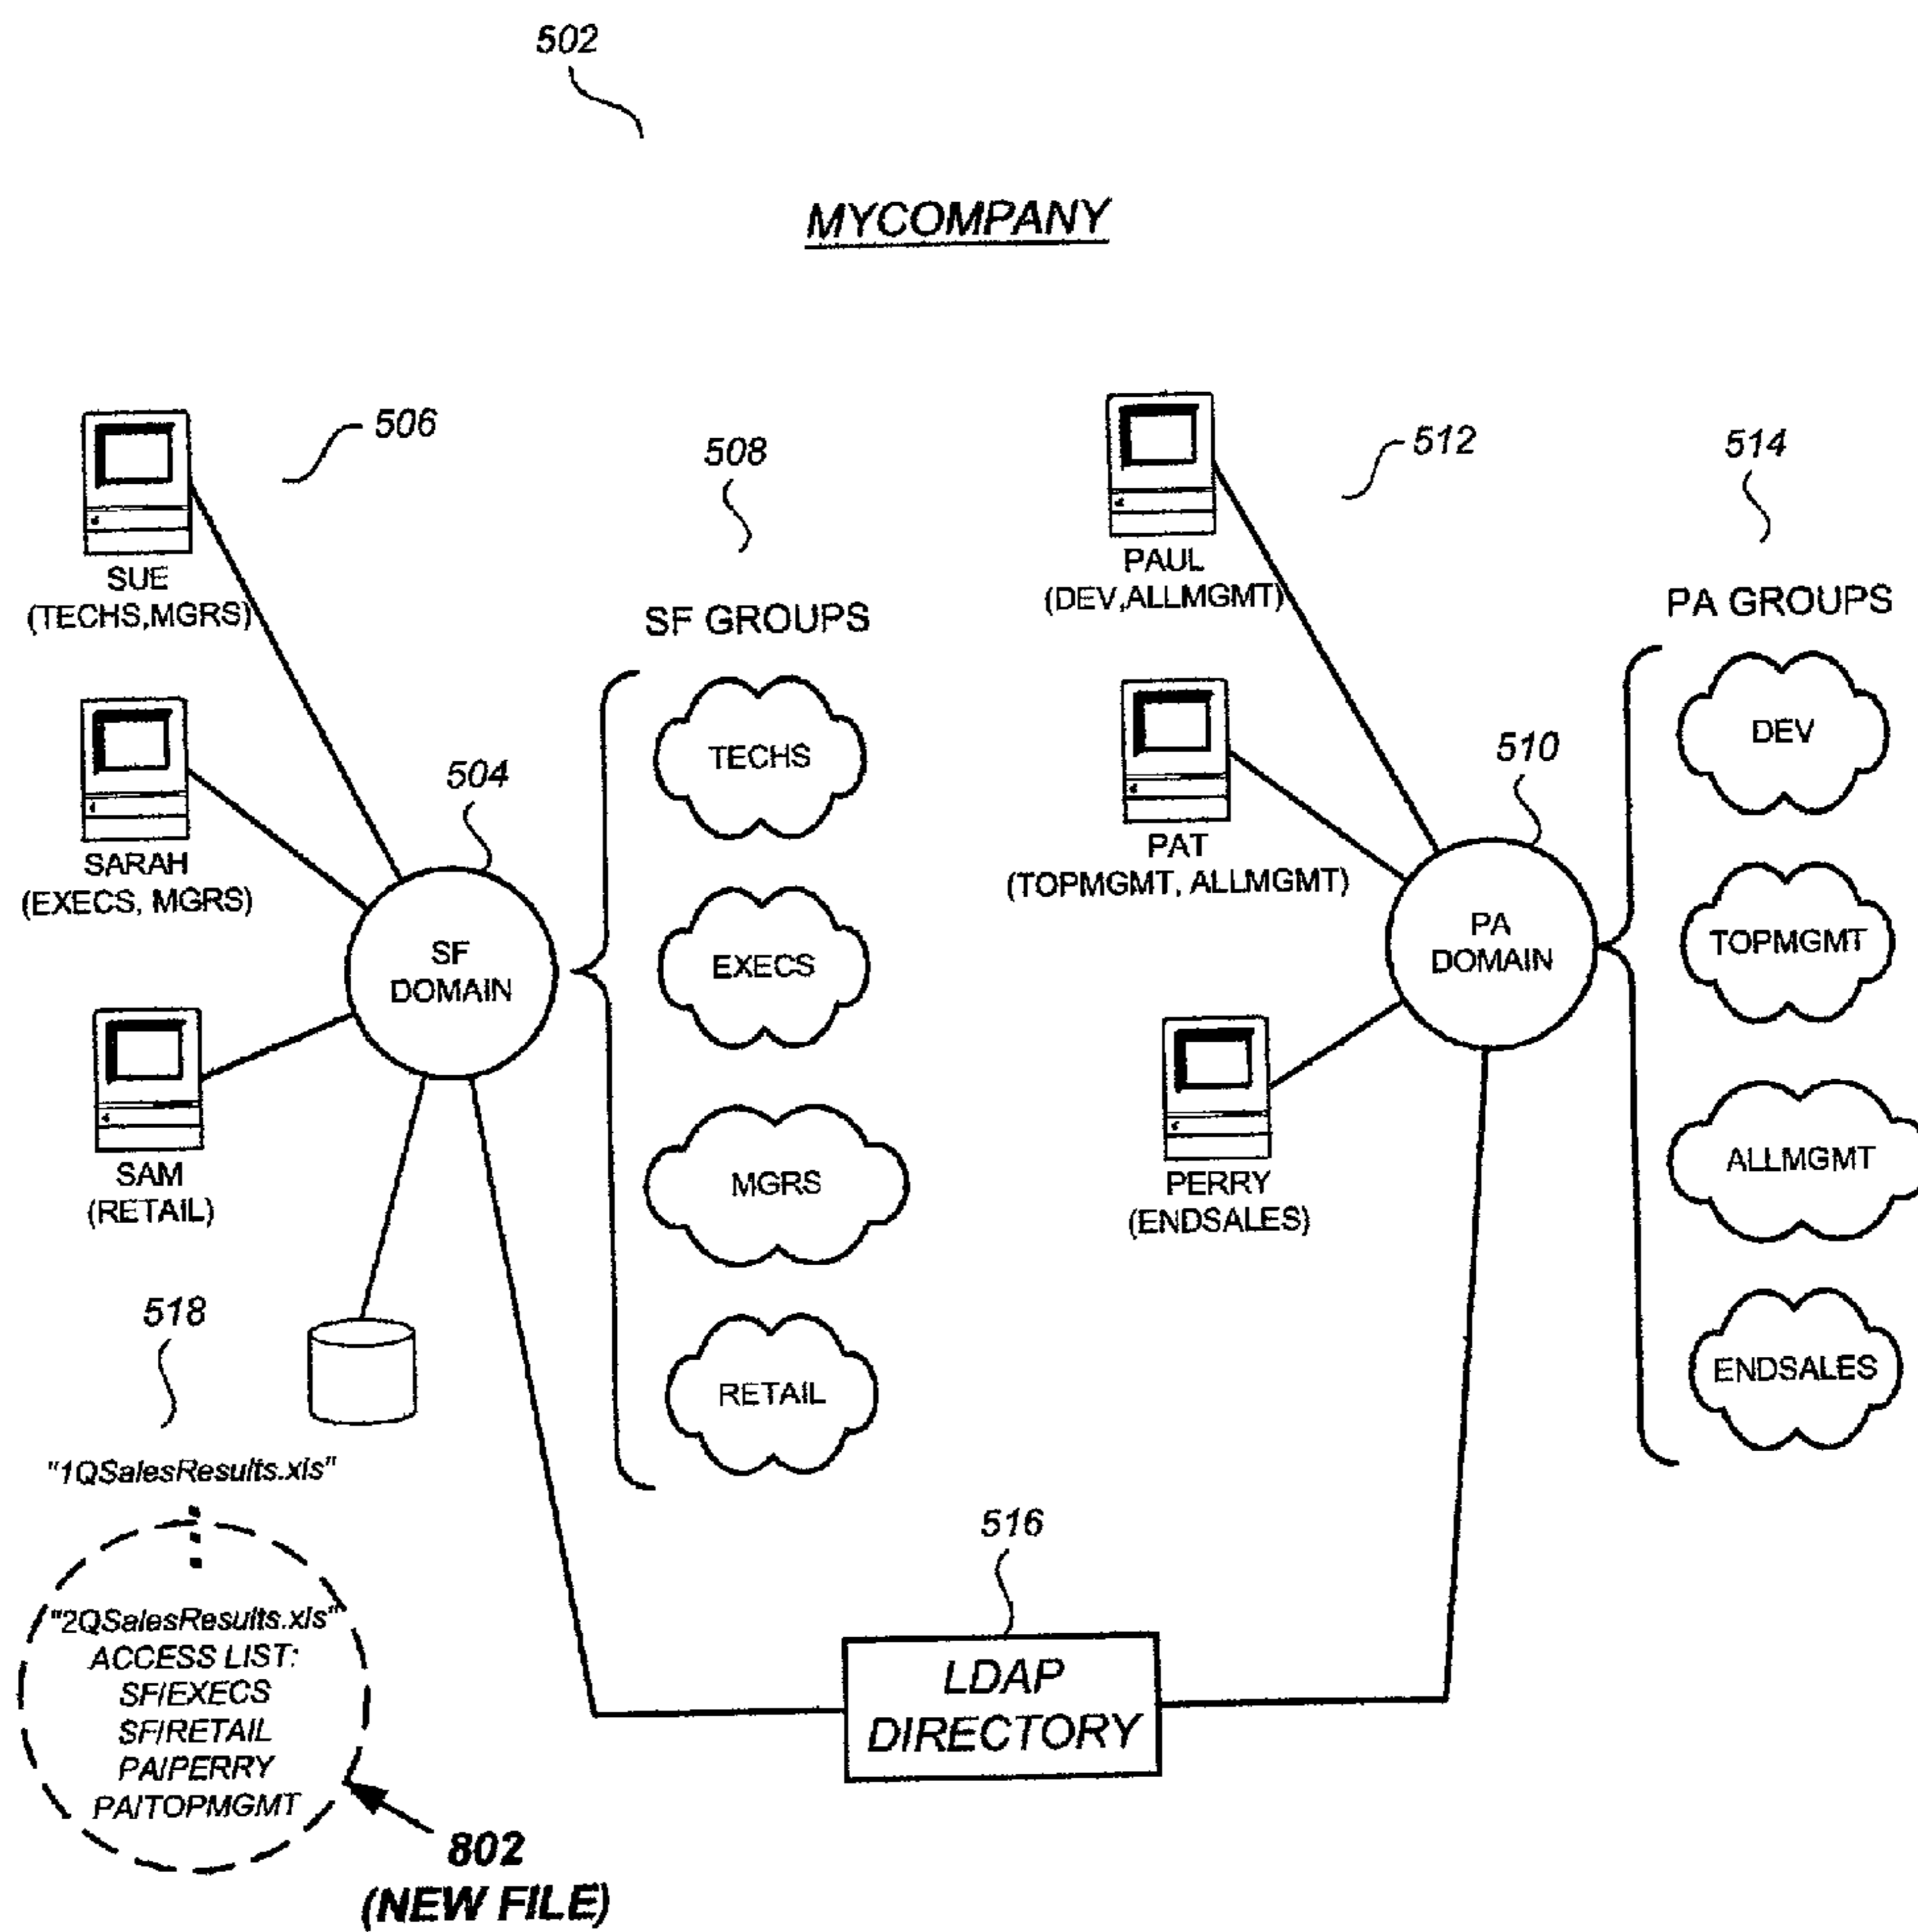 502
MYCOMPANY
506
508
512
514
SUE
(TECHS,MGRS)
SF GROUPS
PAUL
(DEV,ALLMGMT)
PA GROUPS
TECHS
DEV
504
510
SARAH
(EXECS, MGRS)
PAT
(TOPMGMT, ALLMGMT)
SF
DOMAIN
EXECS
PA
DOMAIN
TOPMGMT
SAM
(RETAIL)
MGRS
PERRY
(ENDSALES)
ALLMGMT
518
RETAIL
ENDSALES
"1QSalesResults.xls"
516
"2QSalesResults.xls"
ACCESS LIST:
SF/EXECS
SF/RETAIL
PA/PERRY
PA/TOPMGMT
LDAP
DIRECTORY
802
(NEW FILE)